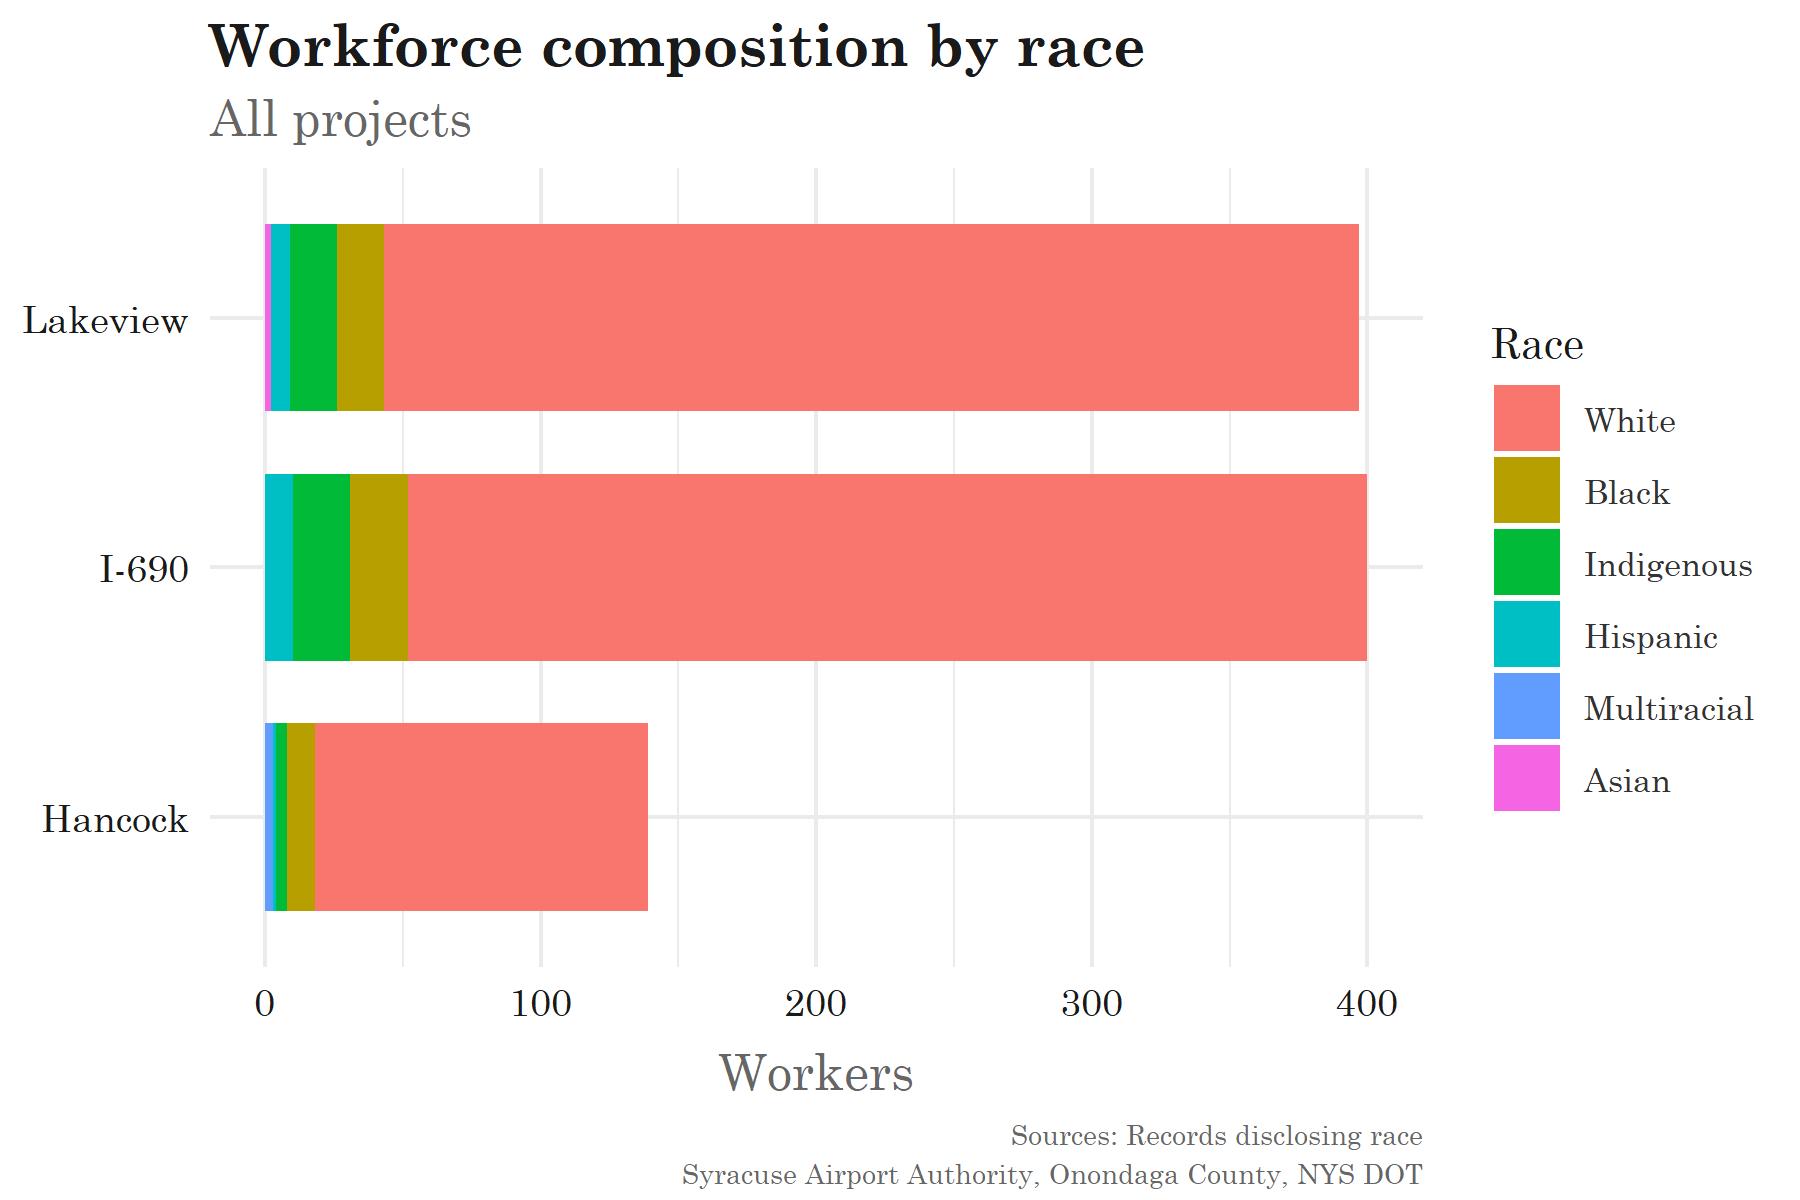 Workforce composition by race
All projects
Lakeview
I-690
Hancock
0 100 200 300 400
Workers
Race
White
Black
Indigenous
Hispanic
Multiracial
Asian
Sources: Records disclosing race
Syracuse Airport Authority, Onondaga County, NYS DOT